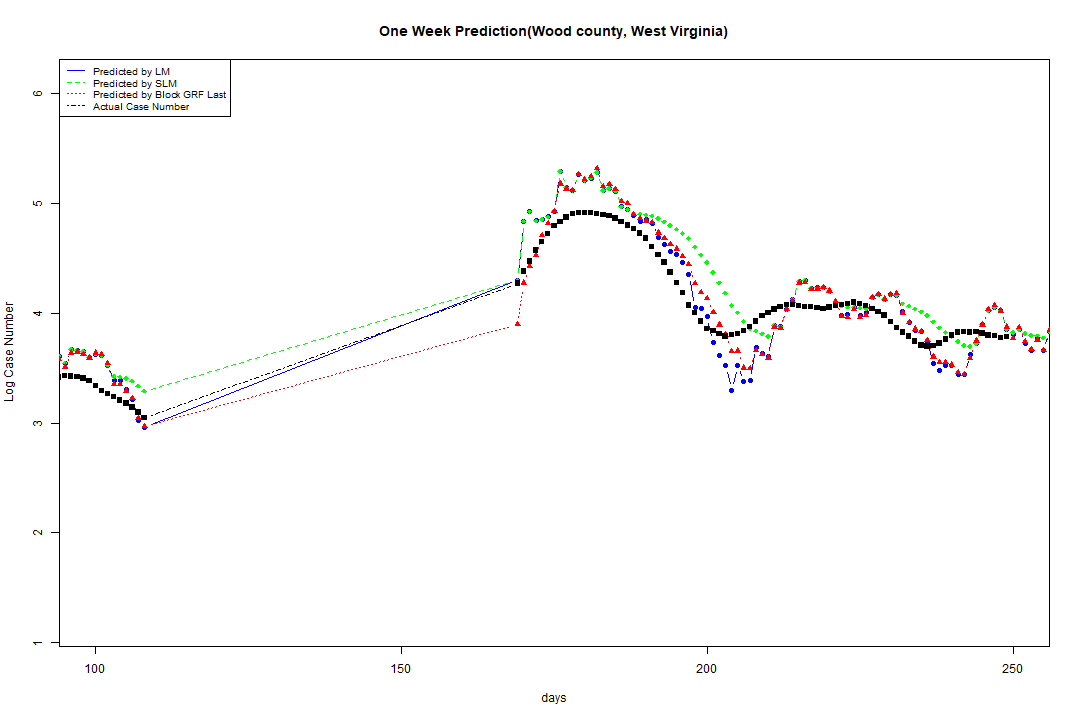 One Week Prediction(Wood county, West Virginia)
Predicted by LM
Predicted by SLM
Predicted by Block GRF Last
Actual Case Number
Log Case Number
6
5
4
3
2
1
100 150 200 250
days